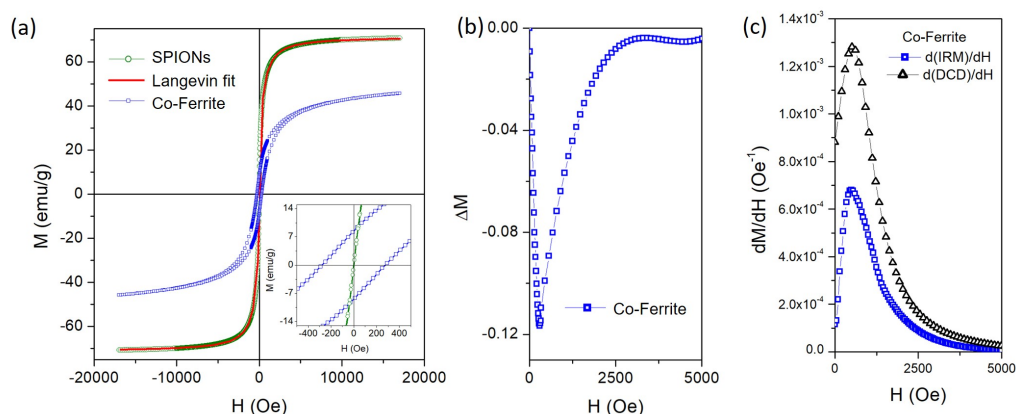 (a)
SPIONs
Langevin fit
Co-Ferrite
M (emu/g)
60
40
20
0
-20
-40
-60
-20000
-10000
0
10000
20000
H (Oe)
M (emu/g)
14
7
0
-7
-14
-400
-200
0
200
400
H (Oe)
(b)
ΔM
0.00
-0.04
-0.08
-0.12
Co-Ferrite
0
2500
5000
H (Oe)
(c)
Co-Ferrite
d(IRM)/dH
d(DCD)/dH
dM/dH (Oe⁻¹)
1.4x10⁻³
1.2x10⁻³
1.0x10⁻³
8.0x10⁻⁴
6.0x10⁻⁴
4.0x10⁻⁴
2.0x10⁻⁴
0.0
0
2500
5000
H (Oe)